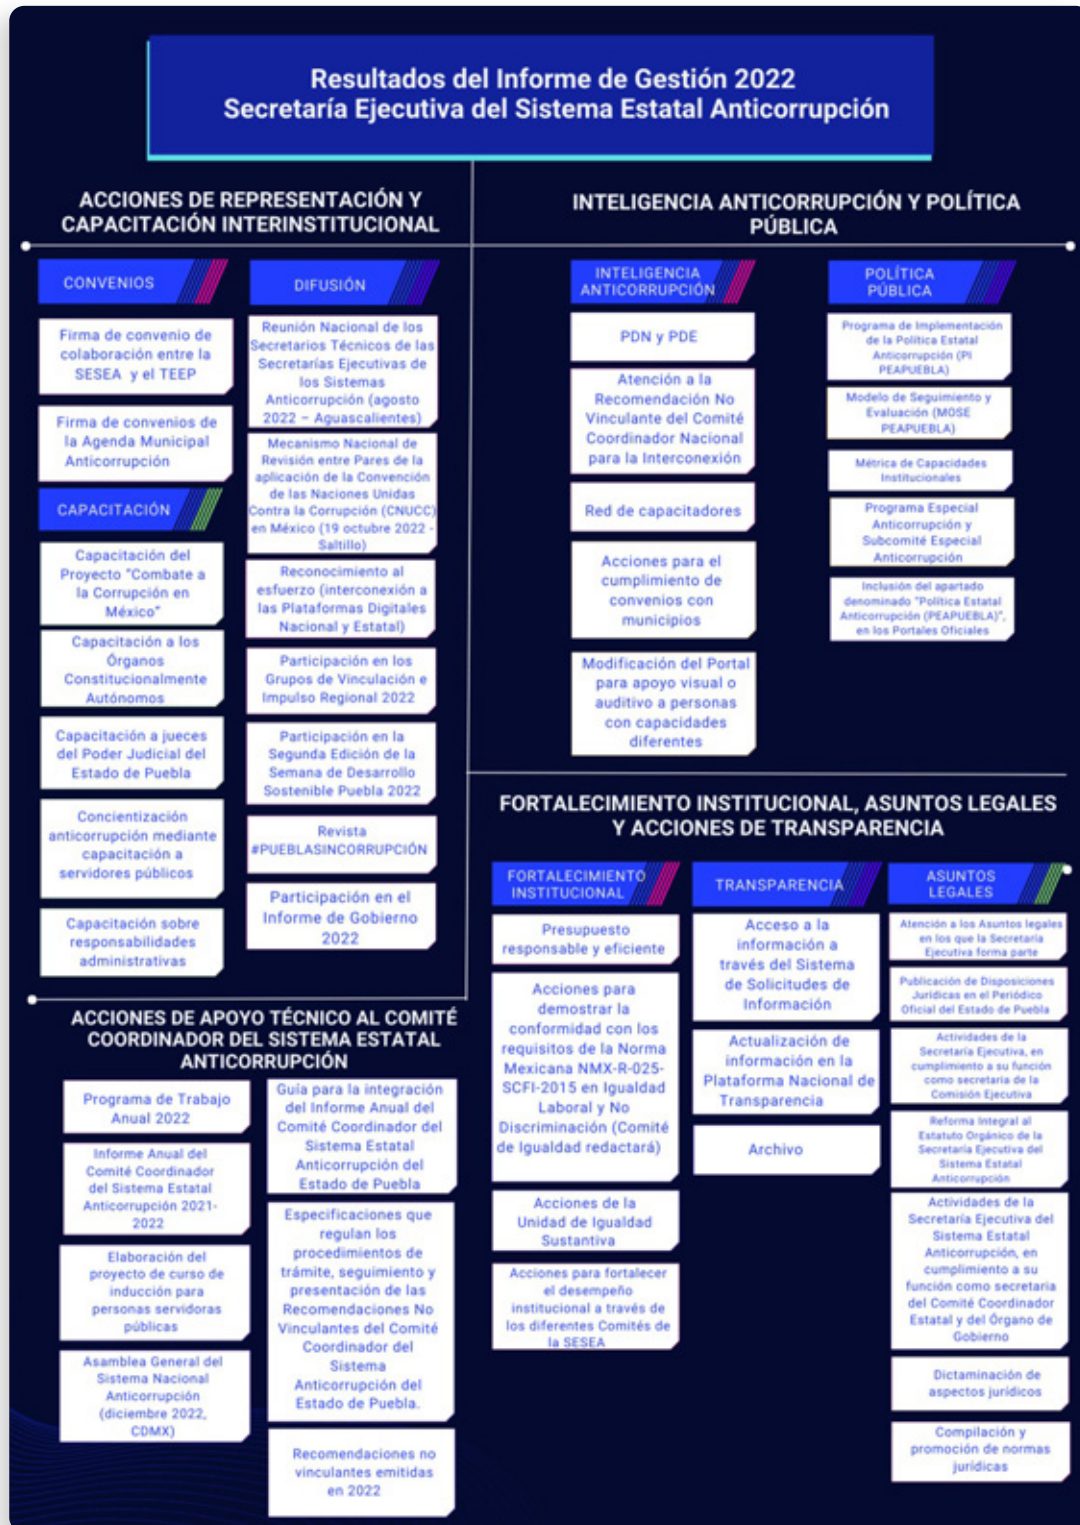 Resultados del Informe de Gestión 2022
Secretaría Ejecutiva del Sistema Estatal Anticorrupción
ACCIONES DE REPRESENTACIÓN Y
CAPACITACIÓN INTERINSTITUCIONAL
CONVENIOS
Firma de convenio de
colaboración entre la
SESEA y el TEEP
Firma de convenios de
la Agenda Municipal
Anticorrupción
CAPACITACIÓN
Capacitación del
Proyecto "Combate a
la Corrupción en
México"
Capacitación a los
Órganos
Constitucionalmente
Autónomos
Capacitación a jueces
del Poder Judicial del
Estado de Puebla
Concientización
anticorrupción mediante
capacitación a
servidores públicos
Capacitación sobre
responsabilidades
administrativas
DIFUSIÓN
Reunión Nacional de los
Secretarios Técnicos de las
Secretarías Ejecutivas de
los Sistemas
Anticorrupción (agosto
2022 – Aguascalientes)
Mecanismo Nacional de
Revisión entre Pares de la
aplicación de la Convención
de las Naciones Unidas
Contra la Corrupción (CNUCC)
en México (19 octubre 2022 -
Saltillo)
Reconocimiento al
esfuerzo (interconexión a
las Plataformas Digitales
Nacional y Estatal)
Participación en los
Grupos de Vinculación e
Impulso Regional 2022
Participación en la
Segunda Edición de la
Semana de Desarrollo
Sostenible Puebla 2022
Revista
#PUEBLASINCORRUPCIÓN
Participación en el
Informe de Gobierno
2022
INTELIGENCIA ANTICORRUPCIÓN Y POLÍTICA
PÚBLICA
INTELIGENCIA
ANTICORRUPCIÓN
PDN y PDE
Atención a la
Recomendación No
Vinculante del Comité
Coordinador Nacional
para la Interconexión
Red de capacitadores
Acciones para el
cumplimiento de
convenios con
municipios
Modificación del Portal
para apoyo visual o
auditivo a personas
con capacidades
diferentes
POLÍTICA
PÚBLICA
Programa de Implementación
de la Política Estatal
Anticorrupción (PI
PEAPUEBLA)
Modelo de Seguimiento y
Evaluación (MOSE
PEAPUEBLA)
Métrica de Capacidades
Institucionales
Programa Especial
Anticorrupción y
Subcomité Especial
Anticorrupción
Inclusión del apartado
denominado "Política Estatal
Anticorrupción (PEAPUEBLA)",
en los Portales Oficiales
ACCIONES DE APOYO TÉCNICO AL COMITÉ
COORDINADOR DEL SISTEMA ESTATAL
ANTICORRUPCIÓN
Programa de Trabajo
Anual 2022
Informe Anual del
Comité Coordinador
del Sistema Estatal
Anticorrupción 2021-
2022
Elaboración del
proyecto de curso de
inducción para
personas servidoras
públicas
Asamblea General del
Sistema Nacional
Anticorrupción
(diciembre 2022,
CDMX)
Guía para la integración
del Informe Anual del
Comité Coordinador del
Sistema Estatal
Anticorrupción del
Estado de Puebla
Especificaciones que
regulan los
procedimientos de
trámite, seguimiento y
presentación de las
Recomendaciones No
Vinculantes del Comité
Coordinador del
Sistema
Anticorrupción del
Estado de Puebla.
Recomendaciones no
vinculantes emitidas
en 2022
FORTALECIMIENTO INSTITUCIONAL, ASUNTOS LEGALES
Y ACCIONES DE TRANSPARENCIA
FORTALECIMIENTO
INSTITUCIONAL
Presupuesto
responsable y eficiente
Acciones para
demostrar la
conformidad con los
requisitos de la Norma
Mexicana NMX-R-025-
SCFI-2015 en Igualdad
Laboral y No
Discriminación (Comité
de Igualdad redactará)
Acciones de la
Unidad de Igualdad
Sustantiva
Acciones para fortalecer
el desempeño
institucional a través de
los diferentes Comités de
la SESEA
TRANSPARENCIA
Acceso a la
información a
través del Sistema
de Solicitudes de
Información
Actualización de
información en la
Plataforma Nacional de
Transparencia
Archivo
ASUNTOS
LEGALES
Atención a los Asuntos legales
en los que la Secretaría
Ejecutiva forma parte
Publicación de Disposiciones
Jurídicas en el Periódico
Oficial del Estado de Puebla
Actividades de la
Secretaría Ejecutiva, en
cumplimiento a su función
como secretaria de la
Comisión Ejecutiva
Reforma Integral al
Estatuto Orgánico de la
Secretaría Ejecutiva del
Sistema Estatal
Anticorrupción
Actividades de la
Secretaría Ejecutiva del
Sistema Estatal
Anticorrupción, en
cumplimiento a su
función como secretaria
del Comité Coordinador
Estatal y del Órgano de
Gobierno
Dictaminación de
aspectos jurídicos
Compilación y
promoción de normas
jurídicas